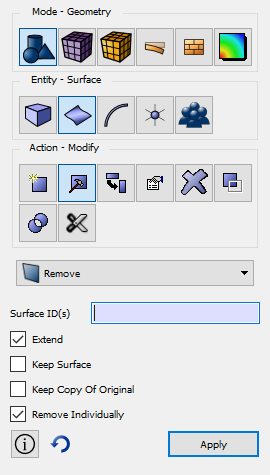 Mode - Geometry
Entity - Surface
Action - Modify
Remove
Surface ID(s)
Extend
Keep Surface
Keep Copy Of Original
Remove Individually
Apply